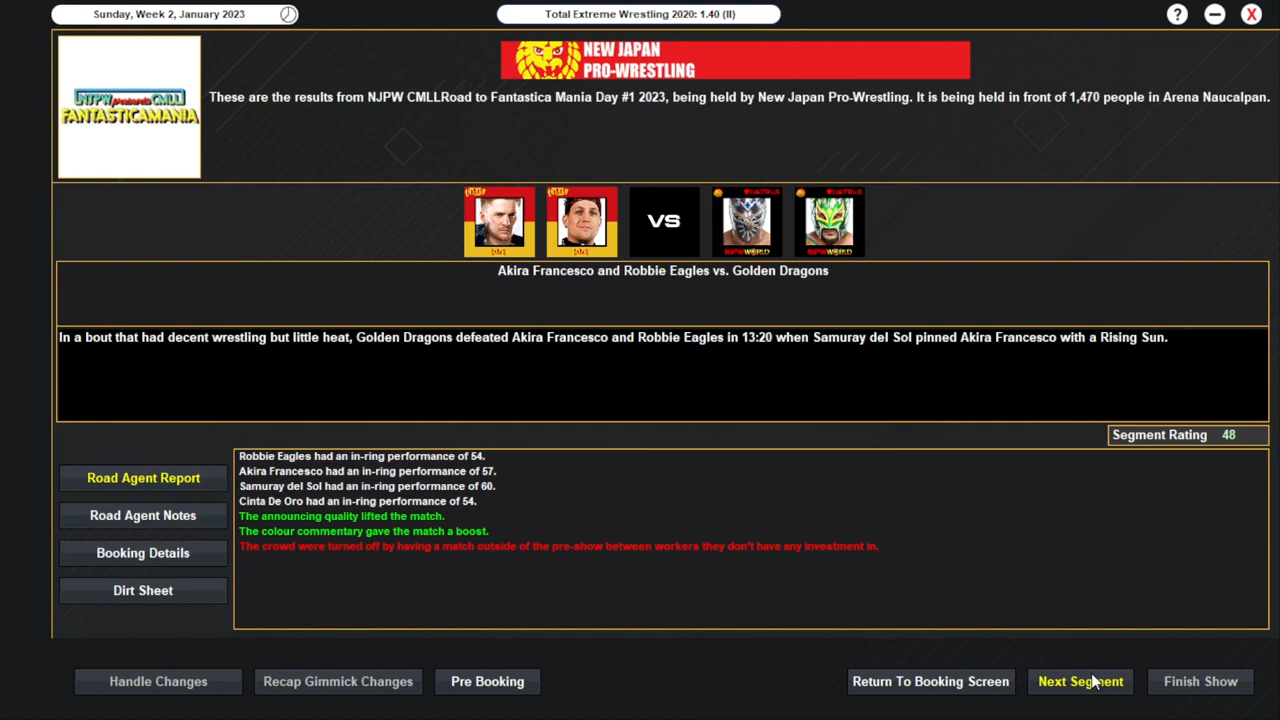 Sunday, Week 2, January 2023
Total Extreme Wrestling 2020: 1.40 (II)
?
X
NEW JAPAN
PRO-WRESTLING
NJPW presents CMLL
FANTASTICAMANIA
These are the results from NJPW CMLLRoad to Fantastica Mania Day #1 2023, being held by New Japan Pro-Wrestling. It is being held in front of 1,470 people in Arena Naucalpan.
VS
NJPWWORLD
NJPWWORLD
Akira Francesco and Robbie Eagles vs. Golden Dragons
In a bout that had decent wrestling but little heat, Golden Dragons defeated Akira Francesco and Robbie Eagles in 13:20 when Samuray del Sol pinned Akira Francesco with a Rising Sun.
Segment Rating 48
Road Agent Report
Road Agent Notes
Booking Details
Dirt Sheet
Robbie Eagles had an in-ring performance of 54.
Akira Francesco had an in-ring performance of 57.
Samuray del Sol had an in-ring performance of 60.
Cinta De Oro had an in-ring performance of 54.
The announcing quality lifted the match.
The colour commentary gave the match a boost.
The crowd were turned off by having a match outside of the pre-show between workers they don't have any investment in.
Handle Changes
Recap Gimmick Changes
Pre Booking
Return To Booking Screen
Next Segment
Finish Show